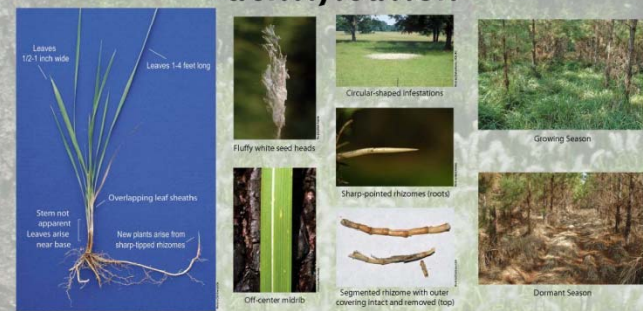 Leaves
1/2-1 inch wide
Leaves 1-4 feet long
Overlapping leaf sheaths
Stem not
apparent
Leaves arise
near base
New plants arise from
sharp-tipped rhizomes
Fluffy white seed heads
Off-center midrib
Circular-shaped infestations
Sharp-pointed rhizomes (roots)
Segmented rhizome with outer
covering intact and removed (top)
Growing Season
Dormant Season